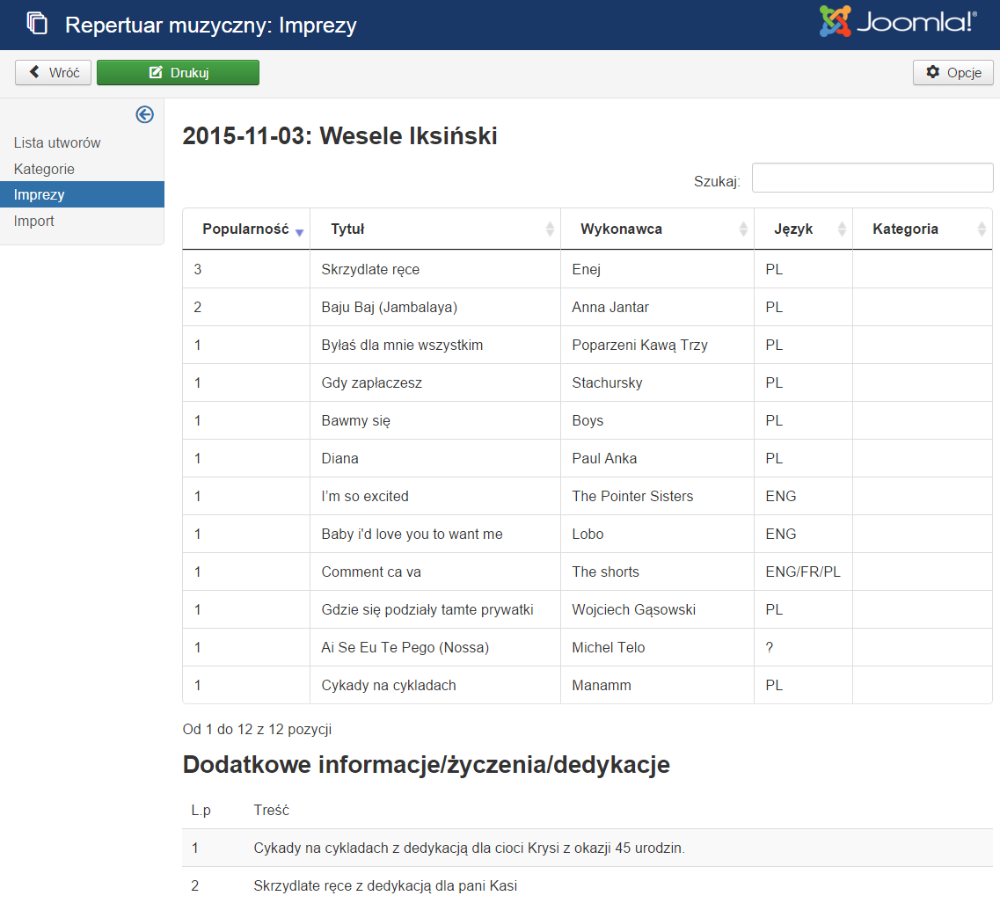 Repertuar muzyczny: Imprezy
Joomla!®
Wróć Drukuj Opcje
Lista utworów
Kategorie
Imprezy
Import
2015-11-03: Wesele Iksiński
Szukaj:
Popularność Tytuł Wykonawca Język Kategoria
3 Skrzydlate ręce Enej PL
2 Baju Baj (Jambalaya) Anna Jantar PL
1 Byłaś dla mnie wszystkim Poparzeni Kawą Trzy PL
1 Gdy zapłaczesz Stachursky PL
1 Bawmy się Boys PL
1 Diana Paul Anka PL
1 I’m so excited The Pointer Sisters ENG
1 Baby i'd love you to want me Lobo ENG
1 Comment ca va The shorts ENG/FR/PL
1 Gdzie się podziały tamte prywatki Wojciech Gąsowski PL
1 Ai Se Eu Te Pego (Nossa) Michel Telo ?
1 Cykady na cykladach Manamm PL
Od 1 do 12 z 12 pozycji
Dodatkowe informacje/życzenia/dedykacje
L.p Treść
1 Cykady na cykladach z dedykacją dla cioci Krysi z okazji 45 urodzin.
2 Skrzydlate ręce z dedykacją dla pani Kasi